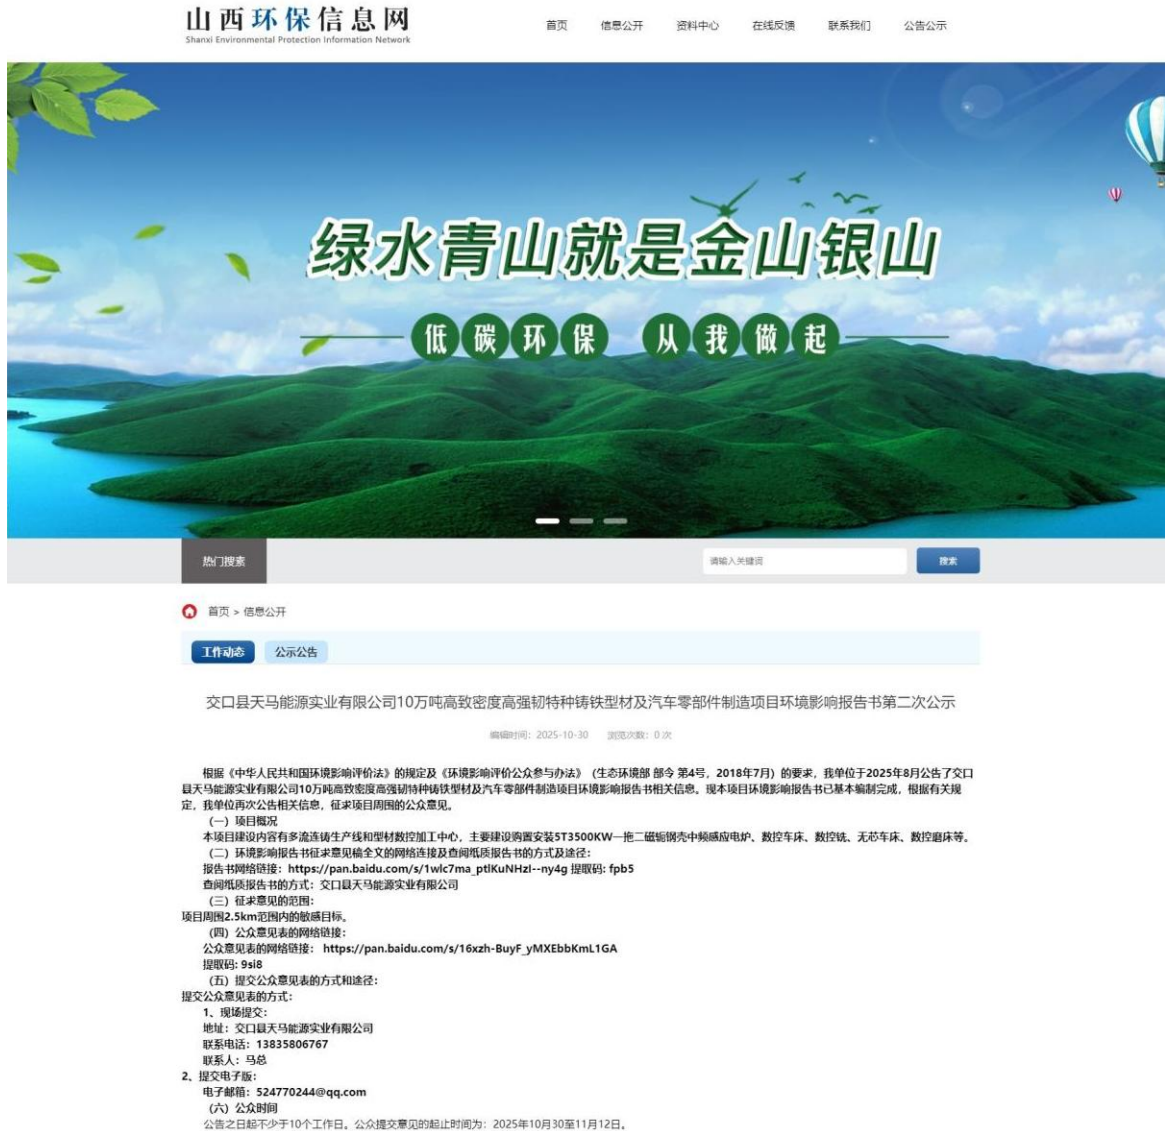 山西环保信息网
Shanxi Environmental Protection Information Network
首页 信息公开 资料中心 在线反馈 联系我们 公告公示
绿水青山就是金山银山
低碳环保 从我做起
热门搜素
请输入关键词
搜索
首页 > 信息公开
工作动态 公示公告
交口县天马能源实业有限公司10万吨高致密度高强韧特种铸铁型材及汽车零部件制造项目环境影响报告书第二次公示
编辑时间：2025-10-30 浏览次数：0 次
根据《中华人民共和国环境影响评价法》的规定及《环境影响评价公众参与办法》（生态环境部 部令 第4号，2018年7月）的要求，我单位于2025年8月公告了交口
县天马能源实业有限公司10万吨高致密度高强韧特种铸铁型材及汽车零部件制造项目环境影响报告书相关信息。现本项目环境影响报告书已基本编制完成，根据有关规
定，我单位再次公告相关信息，征求项目周围的公众意见。
（一）项目概况
本项目建设内容有多流连铸生产线和型材数控加工中心，主要建设购置安装5T3500KW一拖二磁轭钢壳中频感应电炉、数控车床、数控铣、无芯车床、数控磨床等。
（二）环境影响报告书征求意见稿全文的网络连接及查阅纸质报告书的方式及途径：
报告书网络链接：https://pan.baidu.com/s/1wlc7ma_ptlKuNHzI--ny4g 提取码: fpb5
查阅纸质报告书的方式：交口县天马能源实业有限公司
（三）征求意见的范围：
项目周围2.5km范围内的敏感目标。
（四）公众意见表的网络链接：
公众意见表的网络链接： https://pan.baidu.com/s/16xzh-BuyF_yMXEbbKmL1GA
提取码: 9si8
（五）提交公众意见表的方式和途径：
提交公众意见表的方式：
1、现场提交：
地址：交口县天马能源实业有限公司
联系电话：13835806767
联系人：马总
2、提交电子版：
电子邮箱：524770244@qq.com
（六）公众时间
公告之日起不少于10个工作日。公众提交意见的起止时间为：2025年10月30至11月12日。